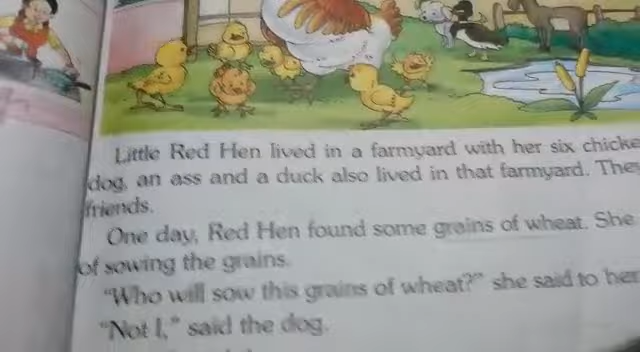 Little Red Hen lived in a farmyard with her six chicke
dog, an ass and a duck also lived in that farmyard. The
friends.
One day, Red Hen found some grains of wheat. She
of sowing the grains.
"Who will sow this grains of wheat?" she said to her
"Not I," said the dog.